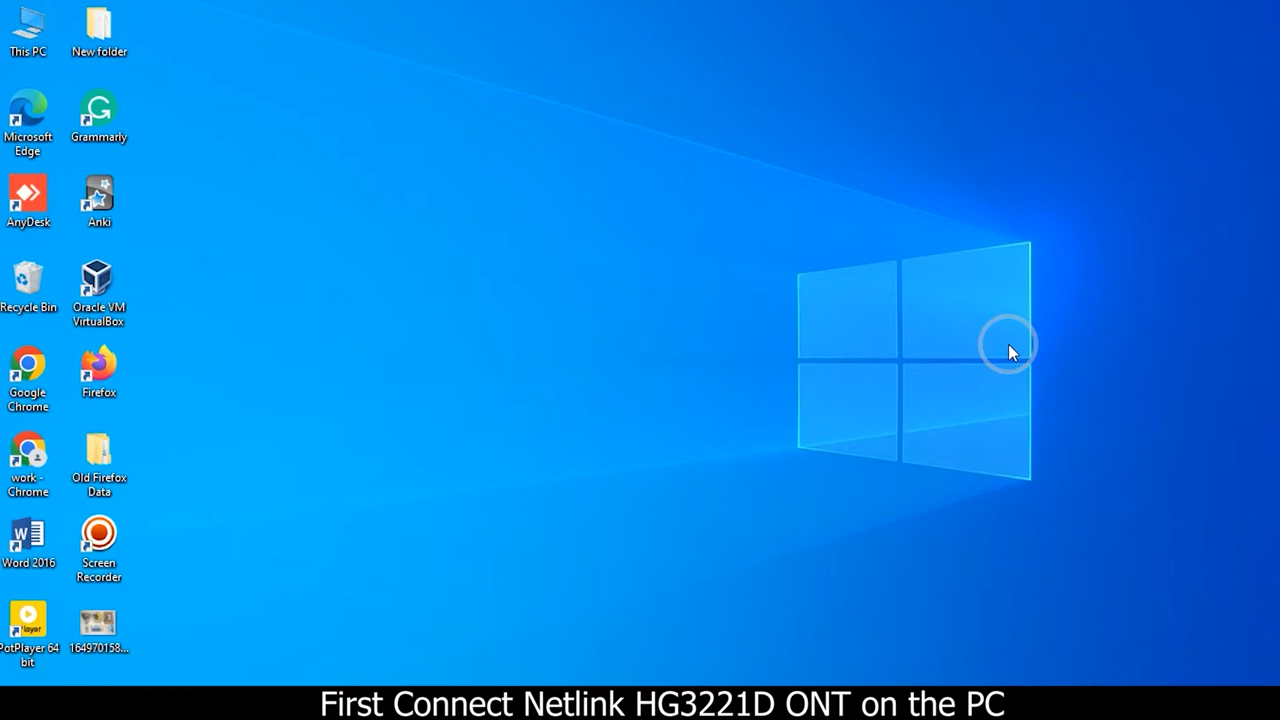 This PC
New folder
Microsoft
Edge
Grammarly
AnyDesk
Anki
Recycle Bin
Oracle VM
VirtualBox
Google
Chrome
Firefox
work -
Chrome
Old Firefox
Data
W
Word 2016
Screen
Recorder
Player
PotPlayer 64
bit
164970158...
First Connect Netlink HG3221D ONT on the PC